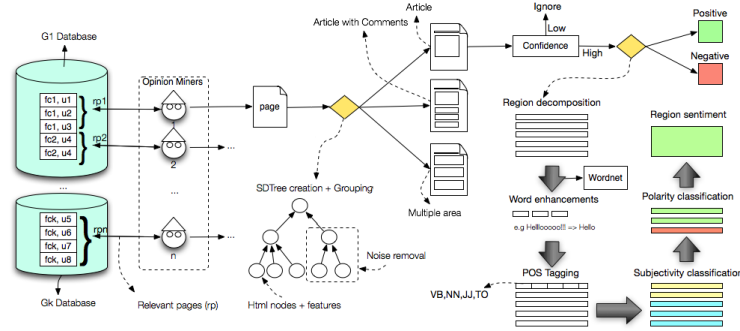 G1 Database
fc1, u1
fc1, u2
fc1, u3
fc2, u4
fc2, u4
rp1
rp2
...
fck, u5
fck, u6
fck, u7
fck, u8
rpn
Gk Database
Relevant pages (rp)
Opinion Miners
1
2
...
...
n
...
page
SDTree creation + Grouping
Noise removal
Html nodes + features
Article
Article with Comments
Multiple area
Ignore
Low
Confidence
High
Positive
Negative
Region decomposition
Wordnet
Word enhancements
e.g Helllooooo!! => Hello
POS Tagging
VB,NN,JJ,TO
Region sentiment
Polarity classification
Subjectivity classification